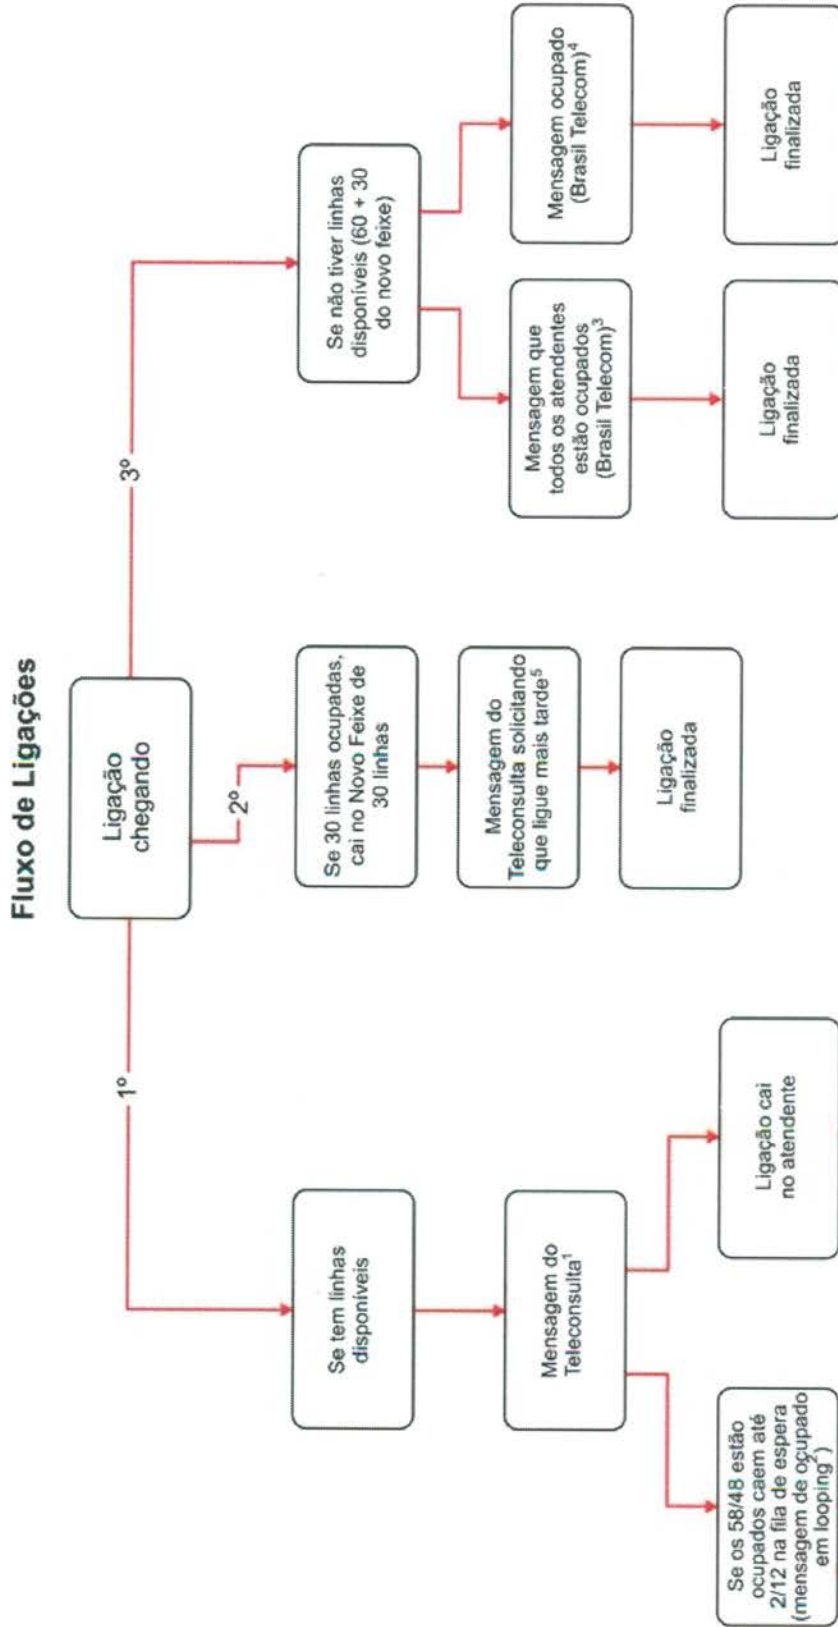 Fluxo de Ligações
Ligação
chegando
1º
2º
3º
Se tem linhas
disponíveis
Mensagem do
Teleconsulta¹
Se os 58/48 estão
ocupados caem até
2/12 na fila de espera
(mensagem de ocupado
em looping²)
Ligação cai
no atendente
Se 30 linhas ocupadas,
cai no Novo Feixe de
30 linhas
Mensagem do
Teleconsulta solicitando
que ligue mais tarde⁵
Ligação
finalizada
Se não tiver linhas
disponíveis (60 + 30
do novo feixe)
Mensagem que
todos os atendentes
estão ocupados
(Brasil Telecom)³
Ligação
finalizada
Mensagem ocupado
(Brasil Telecom)⁴
Ligação
finalizada